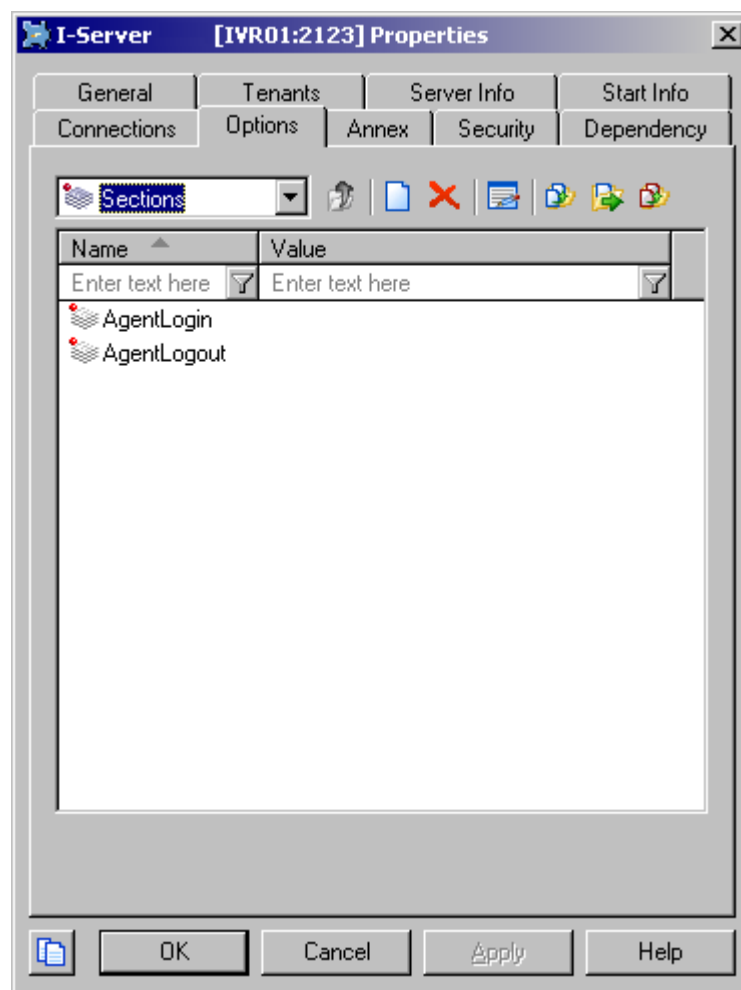 I-Server [IVR01:2123] Properties
General Tenants Server Info Start Info
Connections Options Annex Security Dependency
Sections
Name Value
Enter text here Enter text here
AgentLogin
AgentLogout
OK Cancel Apply Help